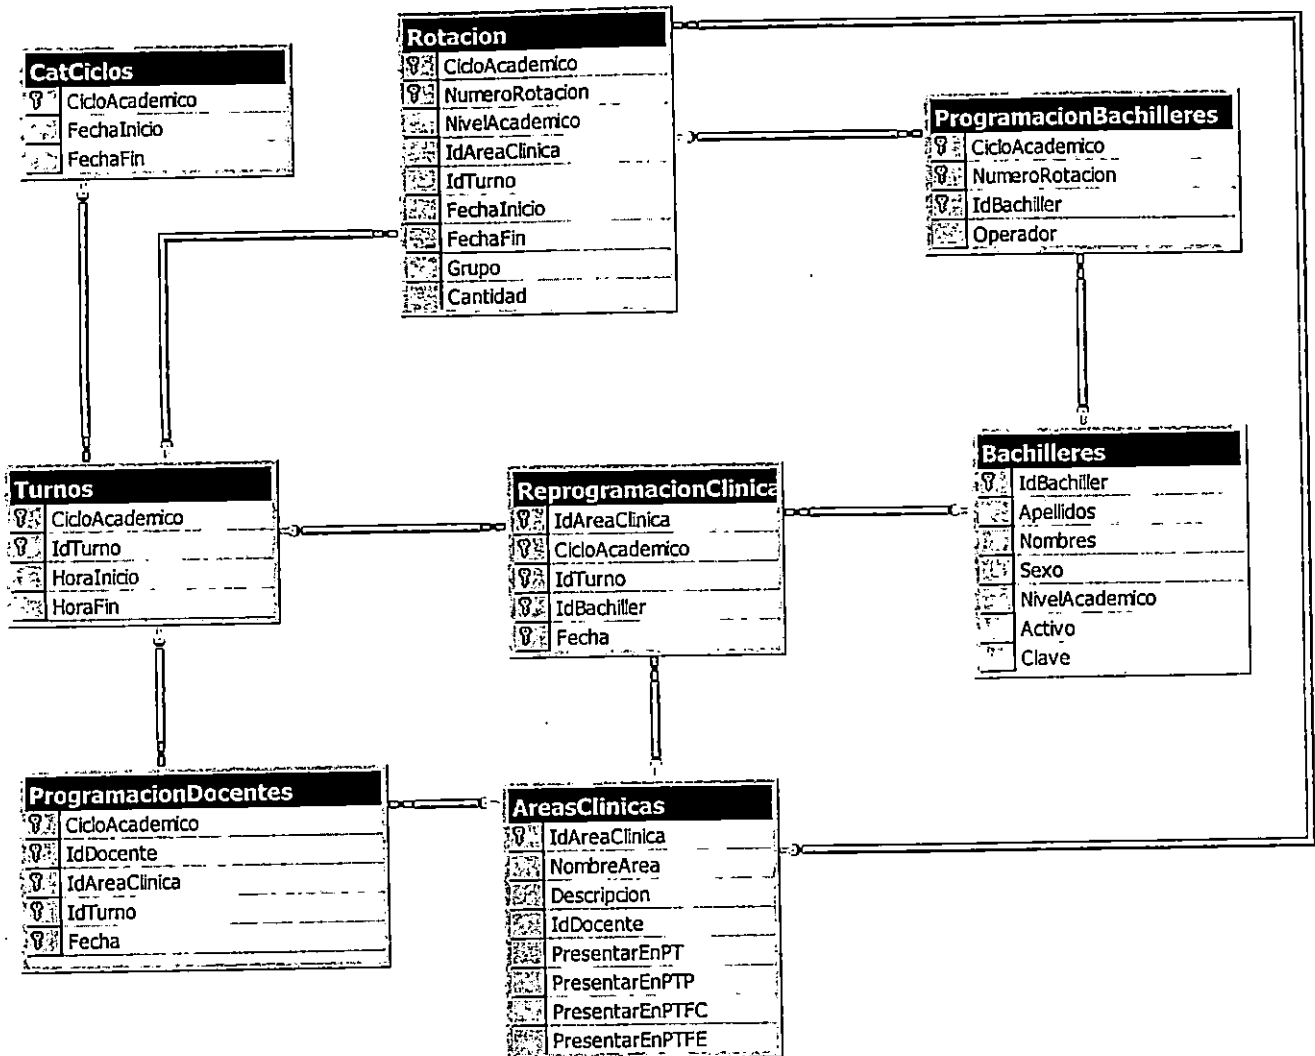 CatCiclos
CicloAcademico
FechaInicio
FechaFin
Rotacion
CicloAcademico
NumeroRotacion
NivelAcademico
IdAreaClinica
IdTurno
FechaInicio
FechaFin
Grupo
Cantidad
ProgramacionBachilleres
CicloAcademico
NumeroRotacion
IdBachiller
Operador
Turnos
CicloAcademico
IdTurno
HoraInicio
HoraFin
ReprogramacionClinica
IdAreaClinica
CicloAcademico
IdTurno
IdBachiller
Fecha
Bachilleres
IdBachiller
Apellidos
Nombres
Sexo
NivelAcademico
Activo
Clave
ProgramacionDocentes
CicloAcademico
IdDocente
IdAreaClinica
IdTurno
Fecha
AreasClinicas
IdAreaClinica
NombreArea
Descripcion
IdDocente
PresentarEnPT
PresentarEnPTP
PresentarEnPTFC
PresentarEnPTFE